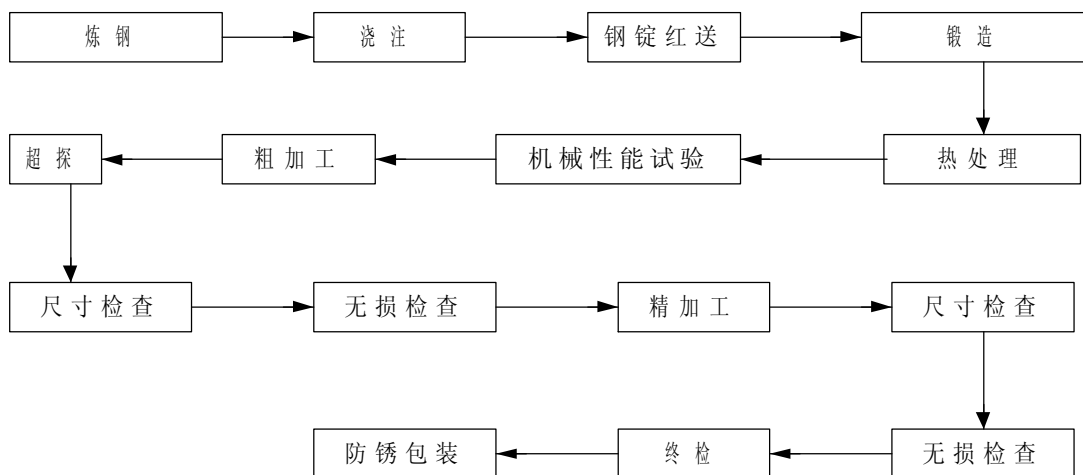 炼钢
浇注
钢锭红送
锻造
热处理
机械性能试验
粗加工
超探
尺寸检查
无损检查
精加工
尺寸检查
无损检查
终检
防锈包装